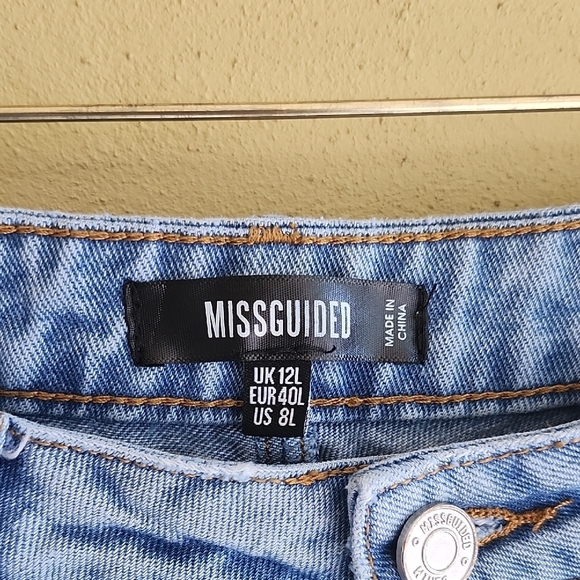 MISSGUIDED
MADE IN
CHINA
UK 12L
EUR 40L
US 8L
MISSGUIDED